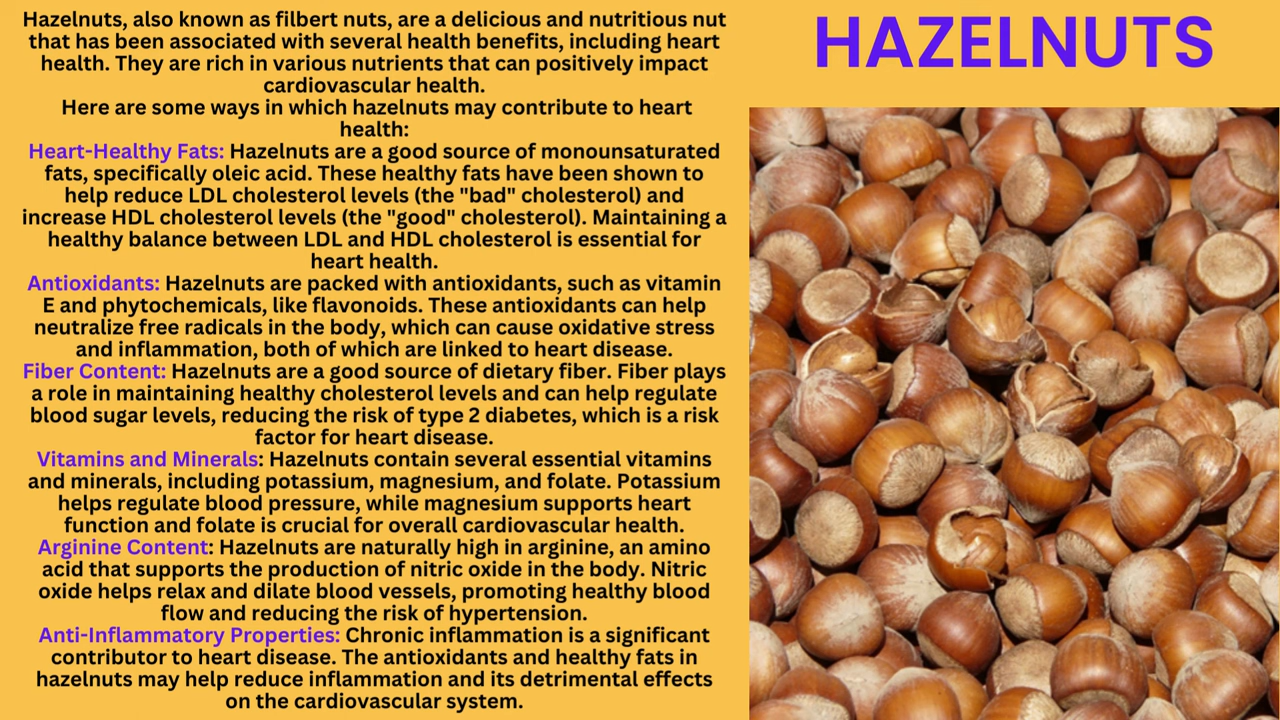 HAZELNUTS
Hazelnuts, also known as filbert nuts, are a delicious and nutritious nut
that has been associated with several health benefits, including heart
health. They are rich in various nutrients that can positively impact
cardiovascular health.
Here are some ways in which hazelnuts may contribute to heart
health:
Heart-Healthy Fats: Hazelnuts are a good source of monounsaturated
fats, specifically oleic acid. These healthy fats have been shown to
help reduce LDL cholesterol levels (the "bad" cholesterol) and
increase HDL cholesterol levels (the "good" cholesterol). Maintaining a
healthy balance between LDL and HDL cholesterol is essential for
heart health.
Antioxidants: Hazelnuts are packed with antioxidants, such as vitamin
E and phytochemicals, like flavonoids. These antioxidants can help
neutralize free radicals in the body, which can cause oxidative stress
and inflammation, both of which are linked to heart disease.
Fiber Content: Hazelnuts are a good source of dietary fiber. Fiber plays
a role in maintaining healthy cholesterol levels and can help regulate
blood sugar levels, reducing the risk of type 2 diabetes, which is a risk
factor for heart disease.
Vitamins and Minerals: Hazelnuts contain several essential vitamins
and minerals, including potassium, magnesium, and folate. Potassium
helps regulate blood pressure, while magnesium supports heart
function and folate is crucial for overall cardiovascular health.
Arginine Content: Hazelnuts are naturally high in arginine, an amino
acid that supports the production of nitric oxide in the body. Nitric
oxide helps relax and dilate blood vessels, promoting healthy blood
flow and reducing the risk of hypertension.
Anti-Inflammatory Properties: Chronic inflammation is a significant
contributor to heart disease. The antioxidants and healthy fats in
hazelnuts may help reduce inflammation and its detrimental effects
on the cardiovascular system.